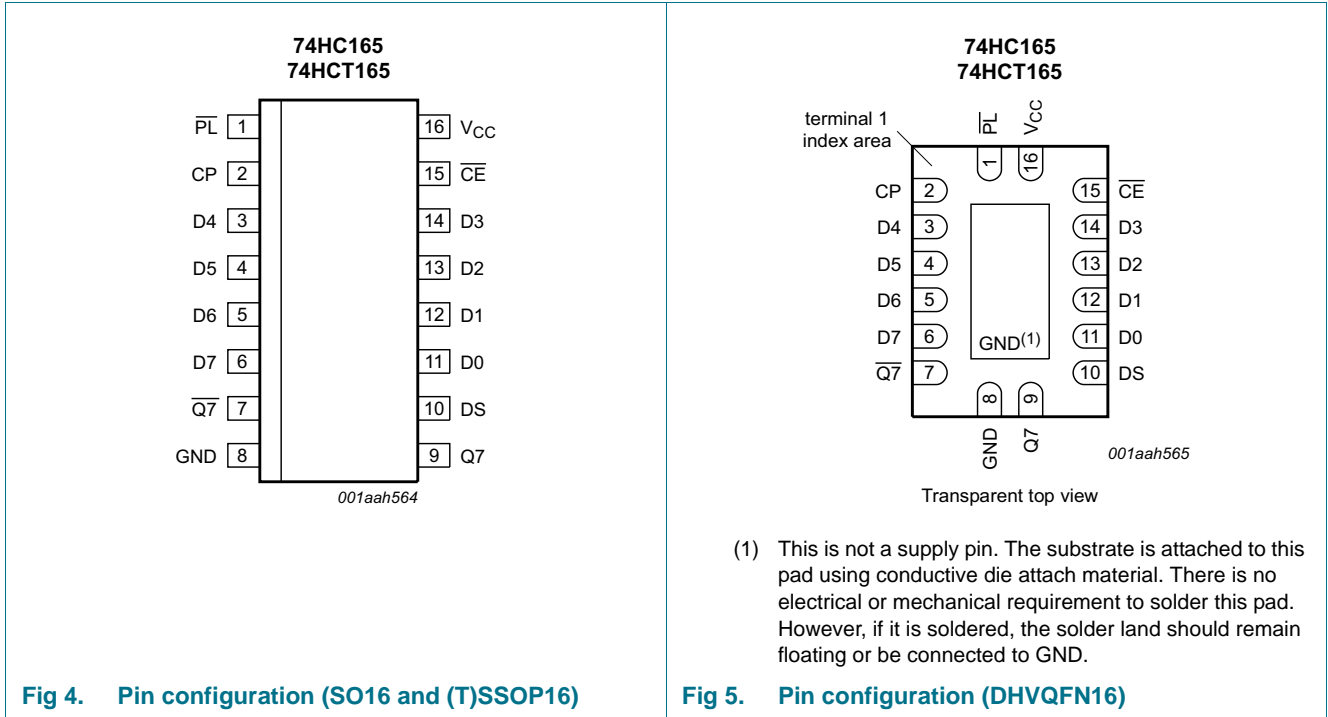 74HC165
74HCT165
PL 1
16 VCC
CP 2
15 CE
D4 3
14 D3
D5 4
13 D2
D6 5
12 D1
D7 6
11 D0
Q7 7
10 DS
GND 8
9 Q7
001aah564
Fig 4. Pin configuration (SO16 and (T)SSOP16)
74HC165
74HCT165
terminal 1
index area
PL
VCC
1
16
CP 2
15 CE
D4 3
14 D3
D5 4
13 D2
D6 5
12 D1
D7 6
GND(1)
11 D0
Q7 7
10 DS
8
9
GND
Q7
001aah565
Transparent top view
(1) This is not a supply pin. The substrate is attached to this
pad using conductive die attach material. There is no
electrical or mechanical requirement to solder this pad.
However, if it is soldered, the solder land should remain
floating or be connected to GND.
Fig 5. Pin configuration (DHVQFN16)